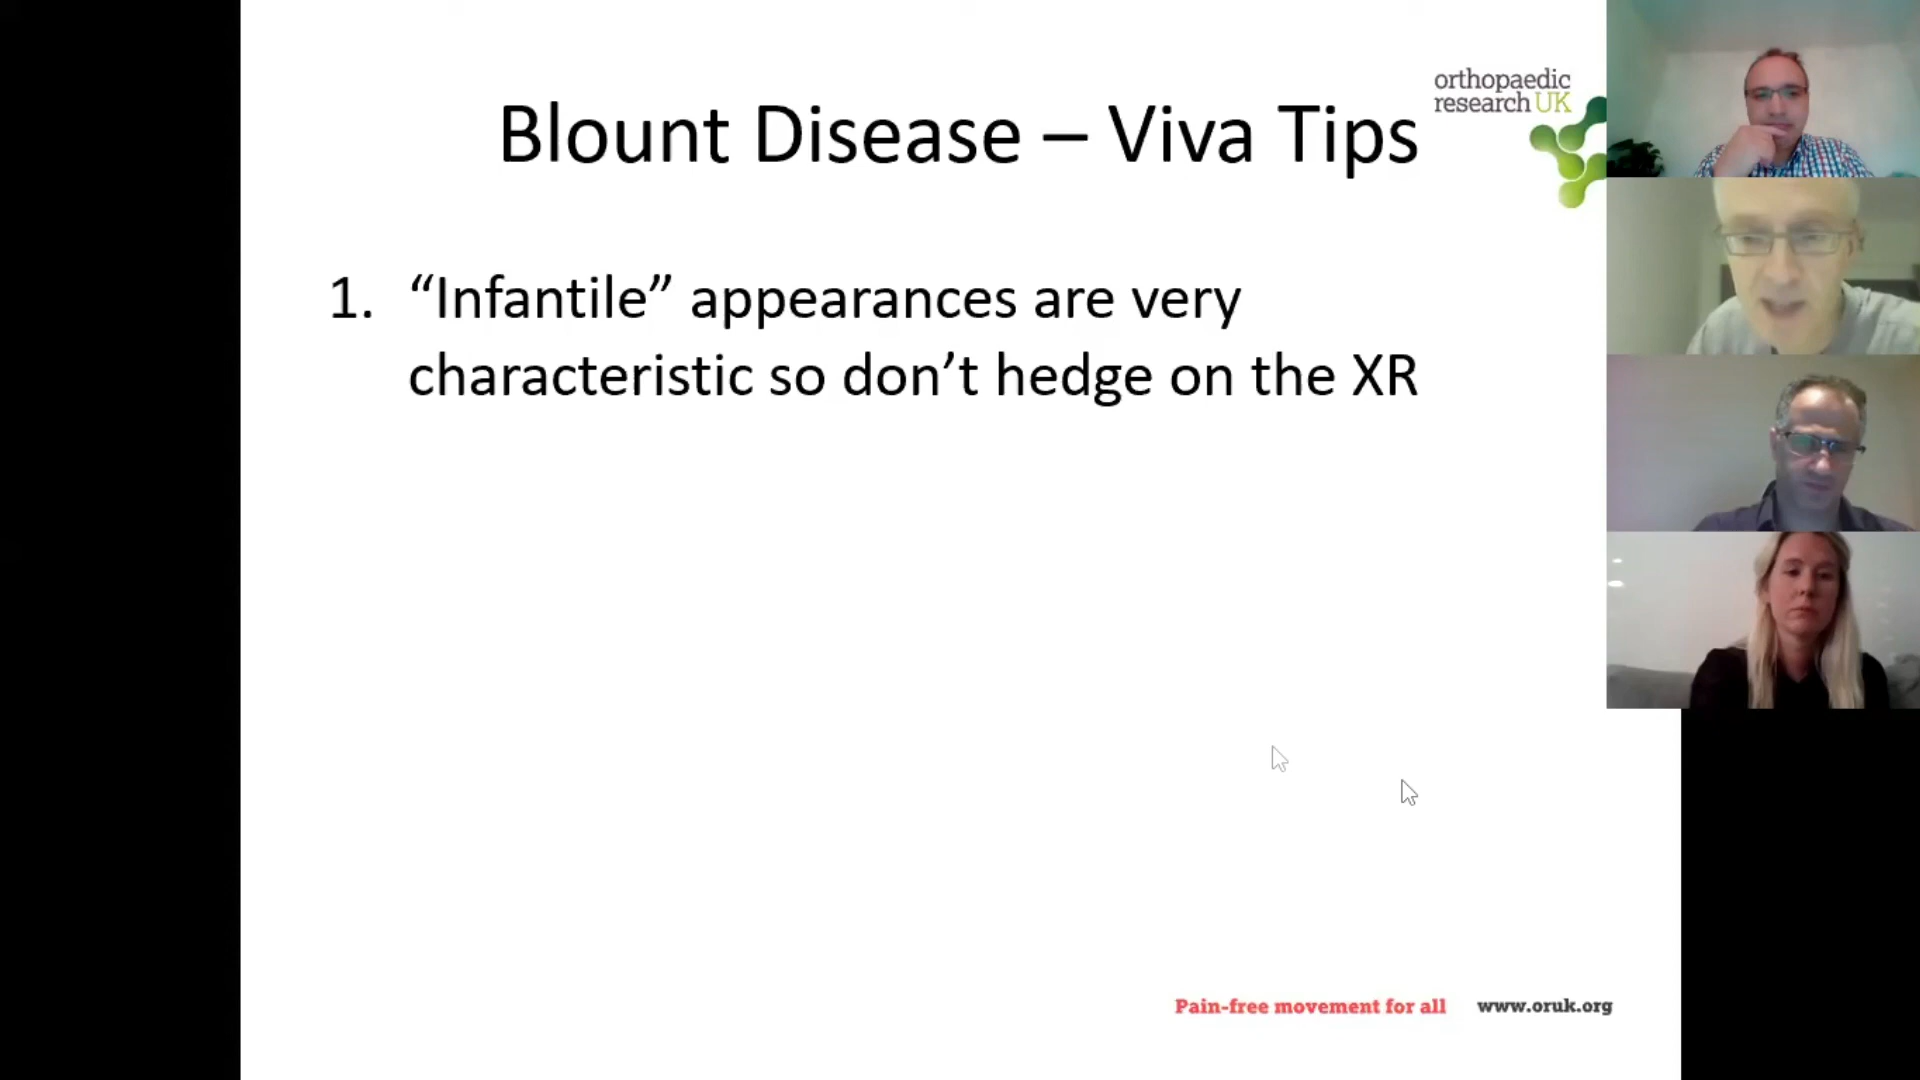 Blount Disease – Viva Tips
orthopaedic
research UK
1. “Infantile” appearances are very
characteristic so don’t hedge on the XR
Pain-free movement for all www.oruk.org